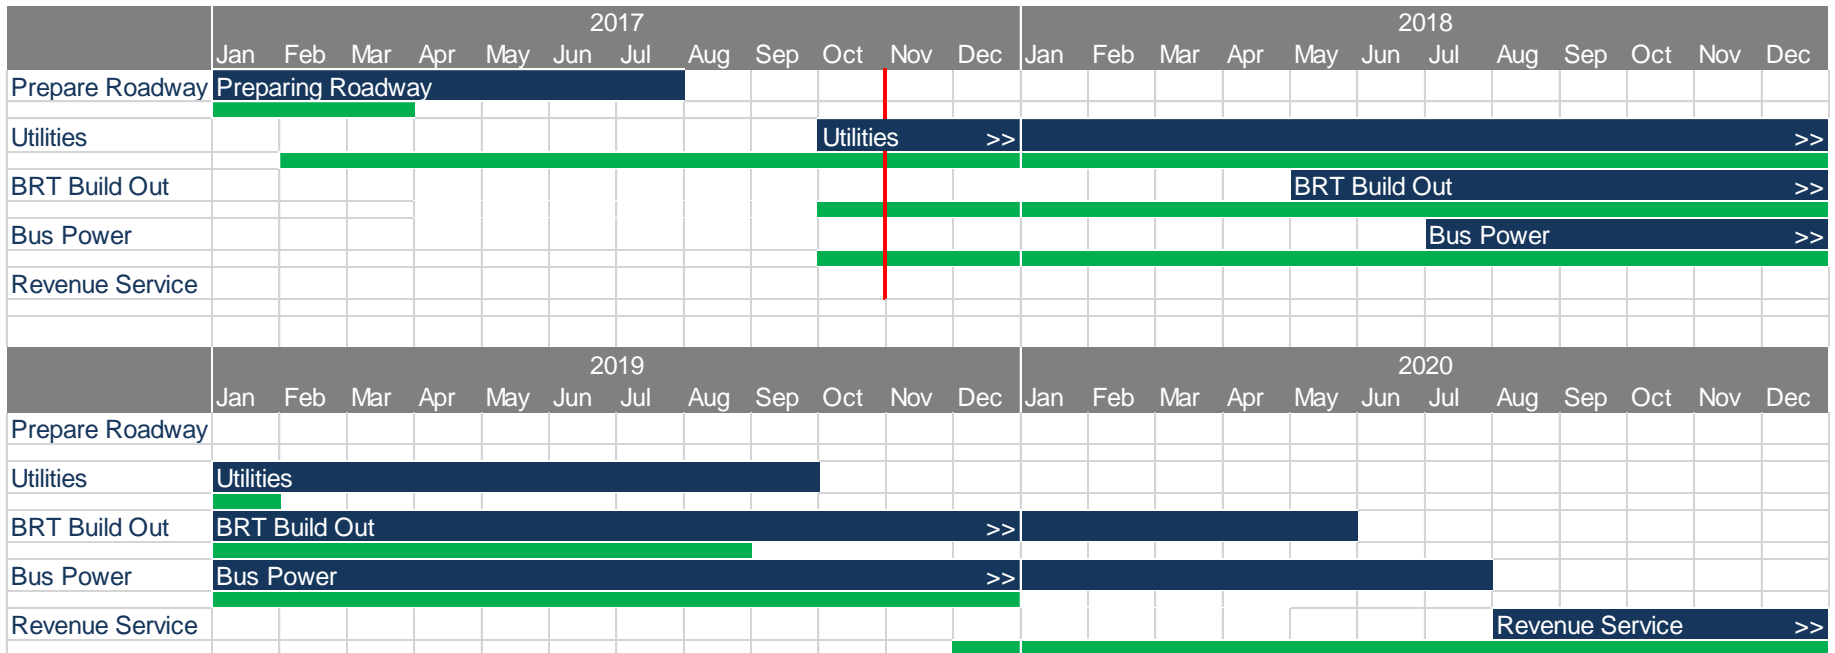 2017 2018
Jan Feb Mar Apr May Jun Jul Aug Sep Oct Nov Dec Jan Feb Mar Apr May Jun Jul Aug Sep Oct Nov Dec
Prepare Roadway Preparing Roadway
Utilities Utilities >> >>
BRT Build Out BRT Build Out >>
Bus Power Bus Power >>
Revenue Service
2019 2020
Jan Feb Mar Apr May Jun Jul Aug Sep Oct Nov Dec Jan Feb Mar Apr May Jun Jul Aug Sep Oct Nov Dec
Prepare Roadway
Utilities Utilities
BRT Build Out BRT Build Out >>
Bus Power Bus Power >>
Revenue Service Revenue Service >>